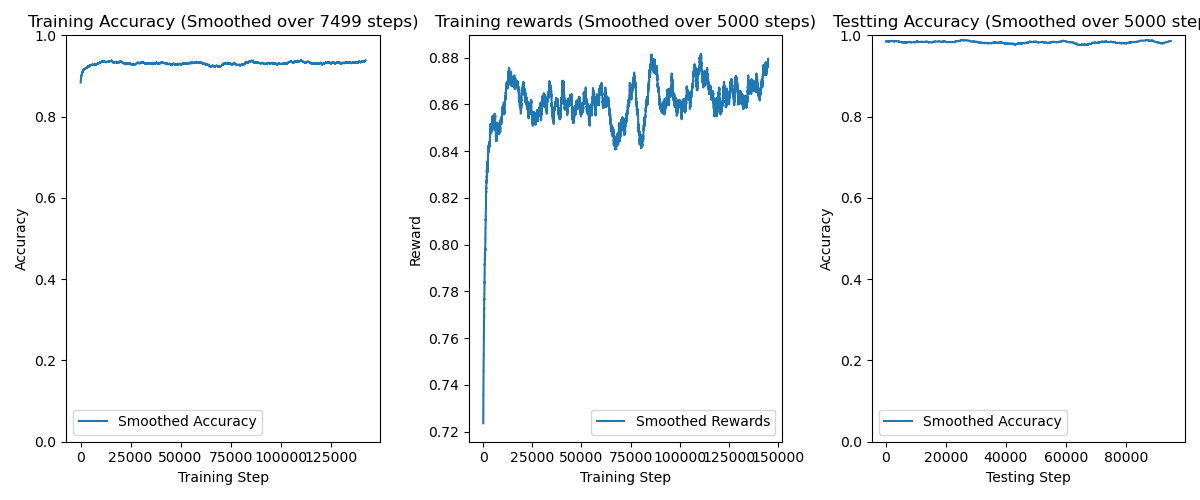 Training Accuracy (Smoothed over 7499 steps)
1.0
0.8
0.6
0.4
0.2
0.0
Accuracy
Smoothed Accuracy
0 25000 50000 75000 100000 125000
Training Step
Training rewards (Smoothed over 5000 steps)
0.88
0.86
0.84
0.82
0.80
0.78
0.76
0.74
0.72
Reward
Smoothed Rewards
0 25000 50000 75000 100000 125000 150000
Training Step
Testting Accuracy (Smoothed over 5000 step
1.0
0.8
0.6
0.4
0.2
0.0
Accuracy
Smoothed Accuracy
0 20000 40000 60000 80000
Testing Step